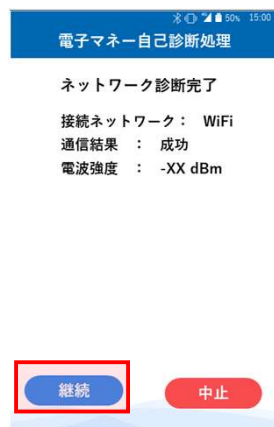 50% 15:00
電子マネー自己診断処理
ネットワーク診断完了
接続ネットワーク： WiFi
通信結果 ： 成功
電波強度 ： -XX dBm
継続 中止